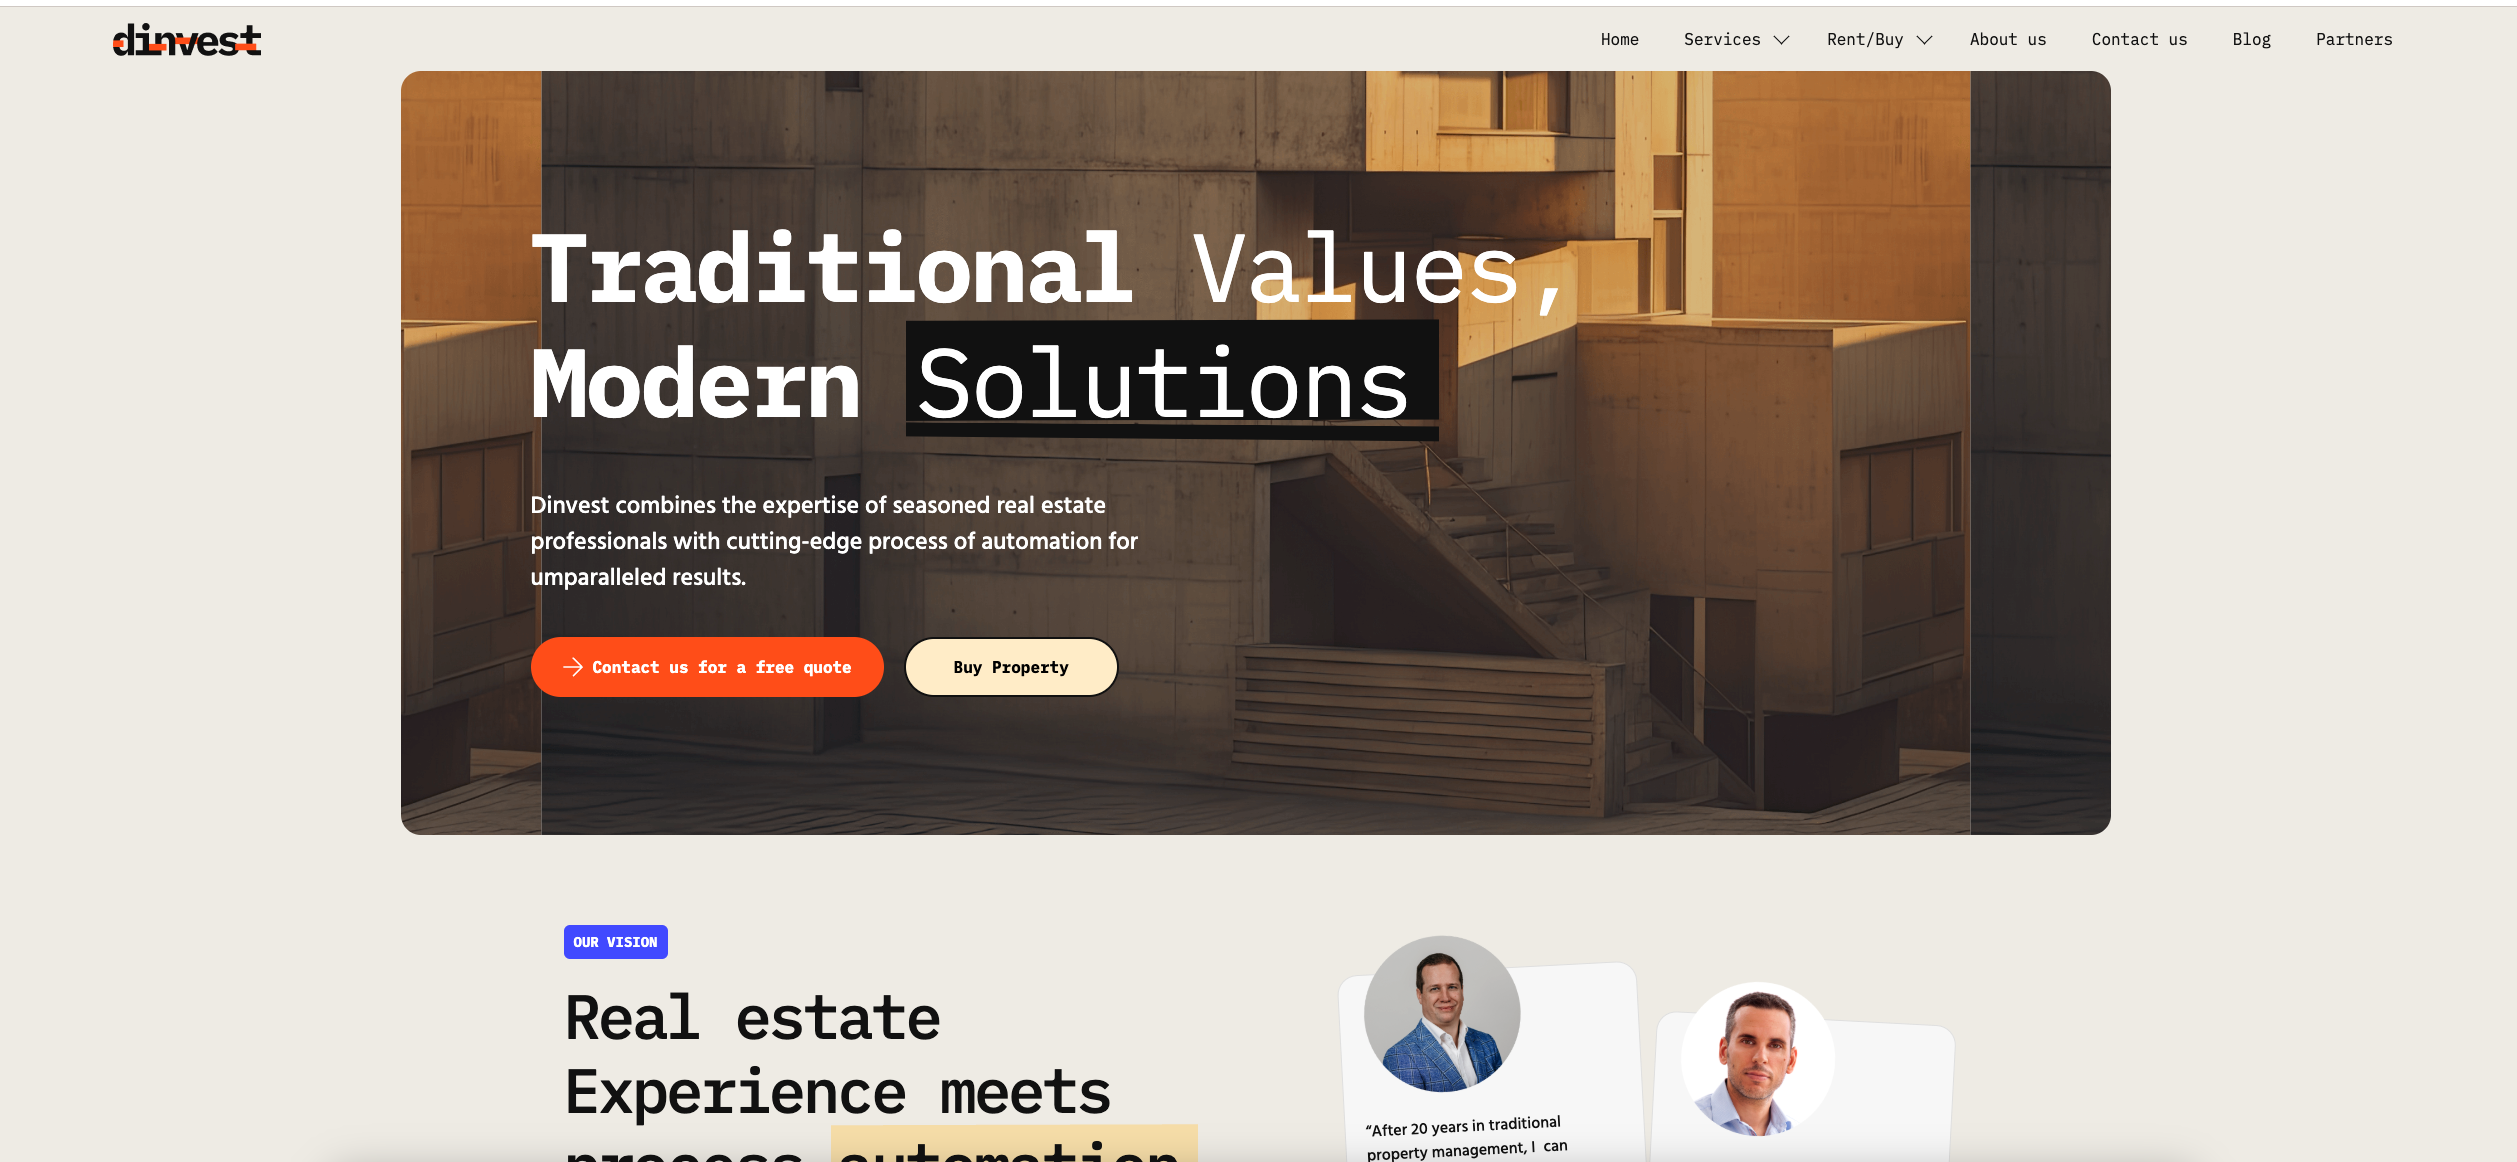 dinvest
Home Services Rent/Buy About us Contact us Blog Partners
Traditional Values,
Modern Solutions
Dinvest combines the expertise of seasoned real estate
professionals with cutting-edge process of automation for
umparalleled results.
Contact us for a free quote
Buy Property
OUR VISION
Real estate
Experience meets
process automation
“After 20 years in traditional
property management, I can